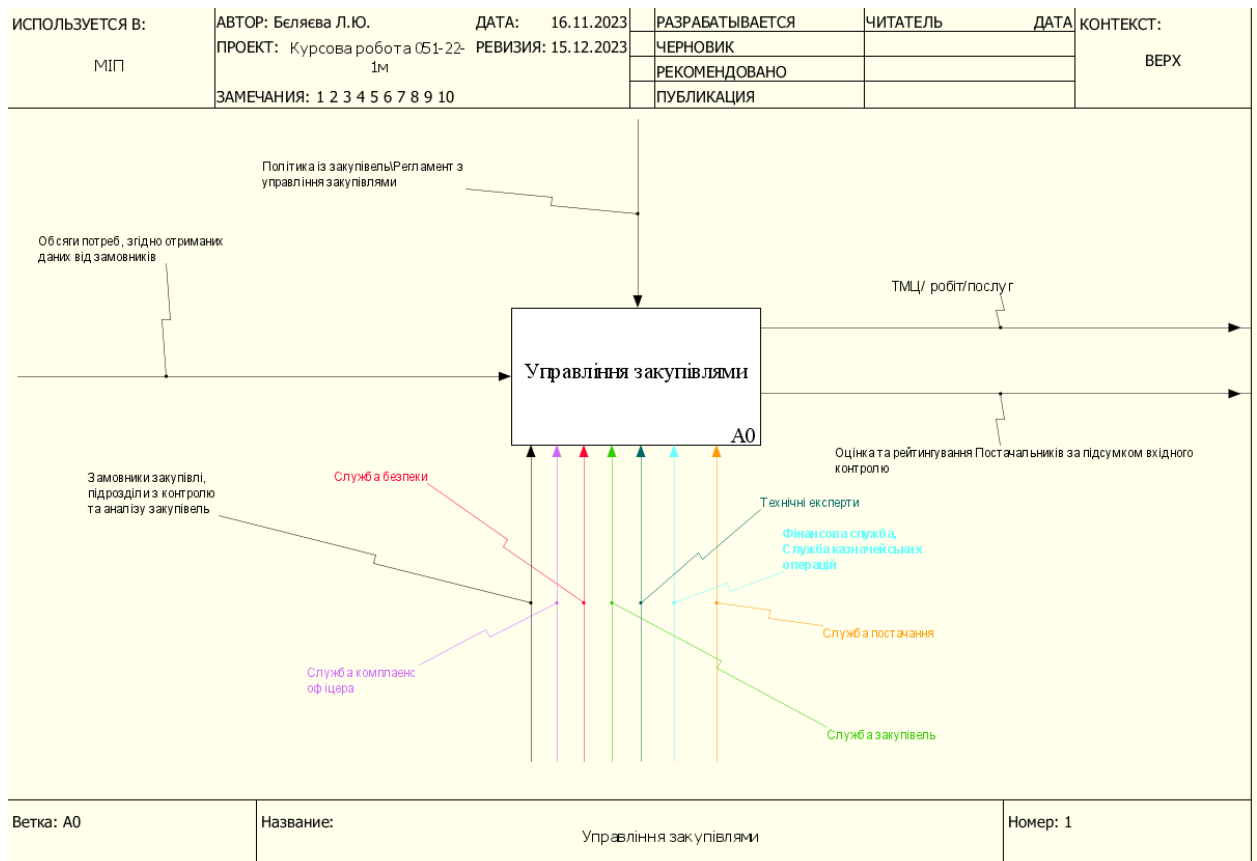 ИСПОЛЬЗУЕТСЯ В:
МІП
АВТОР: Бєляєва Л.Ю.
ДАТА: 16.11.2023
ПРОЕКТ: Курсова робота 051-22-
1м
РЕВИЗИЯ: 15.12.2023
ЗАМЕЧАНИЯ: 1 2 3 4 5 6 7 8 9 10
РАЗРАБАТЫВАЕТСЯ
ЧЕРНОВИК
РЕКОМЕНДОВАНО
ПУБЛИКАЦИЯ
ЧИТАТЕЛЬ
ДАТА
КОНТЕКСТ:
ВЕРХ
Політика із закупівель\Регламент з
управління закупівлями
Обсяги потреб, згідно отриманих
даних від замовників
ТМЦ/ робіт/послуг
Управління закупівлями
A0
Оцінка та рейтингування Постачальників за підсумком вхідного
контролю
Замовники закупівлі,
підрозділи з контролю
та аналізу закупівель
Служба безпеки
Технічні експерти
Фінансова служба,
Служба казначейських
операцій
Служба постачання
Служба комплаенс
офіцера
Служба закупівель
Ветка: A0
Название:
Управління закупівлями
Номер: 1